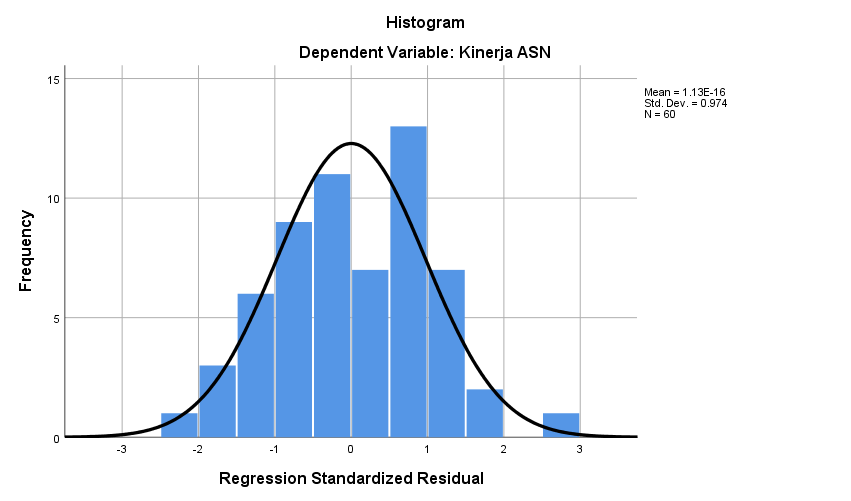 Histogram
Dependent Variable: Kinerja ASN
Mean = 1.13E-16
Std. Dev. = 0.974
N = 60
Frequency
15
10
5
0
-3 -2 -1 0 1 2 3
Regression Standardized Residual